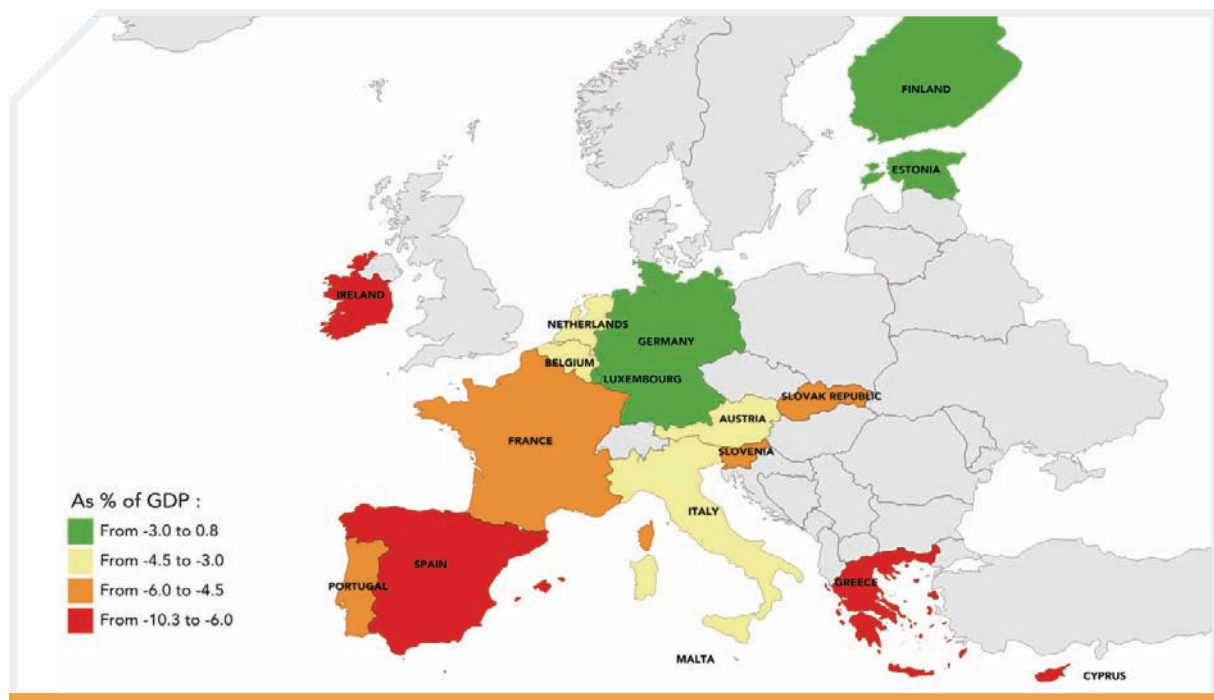 FINLAND
ESTONIA
IRELAND
NETHERLANDS
GERMANY
BELGIUM
LUXEMBOURG
SLOVAK REPUBLIC
AUSTRIA
FRANCE
SLOVENIA
ITALY
As % of GDP :
From -3.0 to 0.8
From -4.5 to -3.0
From -6.0 to -4.5
From -10.3 to -6.0
SPAIN
PORTUGAL
GREECE
MALTA
CYPRUS